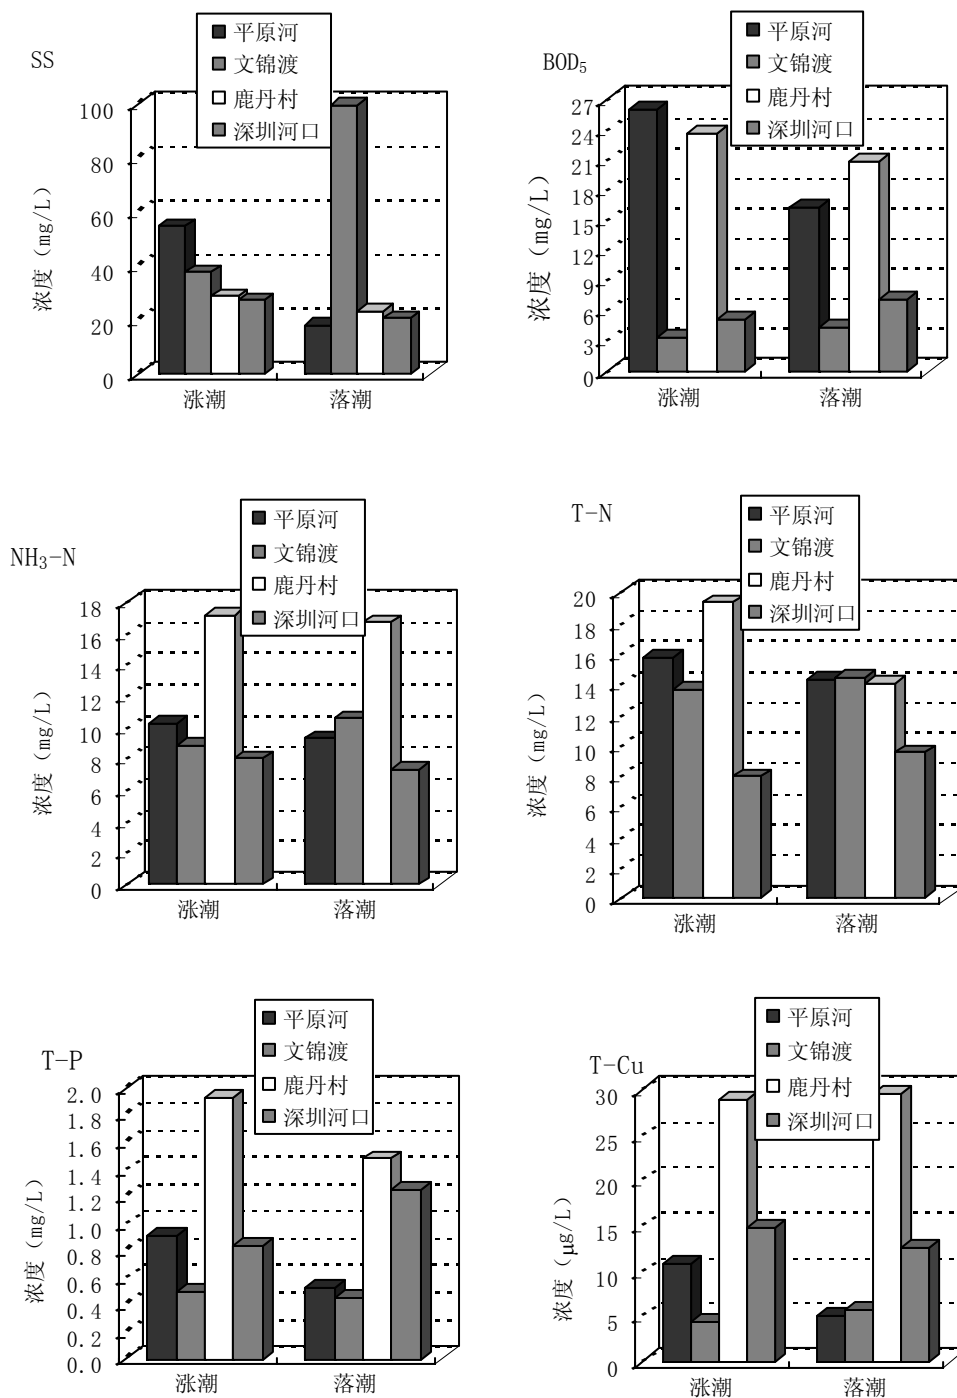 SS
平原河
文锦渡
鹿丹村
深圳河口
浓度（mg/L）
100
80
60
40
20
0
涨潮
落潮
BOD₅
平原河
文锦渡
鹿丹村
深圳河口
浓度（mg/L）
27
24
21
18
15
12
9
6
3
0
涨潮
落潮
NH₃-N
平原河
文锦渡
鹿丹村
深圳河口
浓度（mg/L）
18
16
14
12
10
8
6
4
2
0
涨潮
落潮
T-N
平原河
文锦渡
鹿丹村
深圳河口
浓度（mg/L）
20
18
16
14
12
10
8
6
4
2
0
涨潮
落潮
T-P
平原河
文锦渡
鹿丹村
深圳河口
浓度（mg/L）
2.0
1.8
1.6
1.4
1.2
1.0
0.8
0.6
0.4
0.2
0.0
涨潮
落潮
T-Cu
平原河
文锦渡
鹿丹村
深圳河口
浓度（μg/L）
30
25
20
15
10
5
0
涨潮
落潮